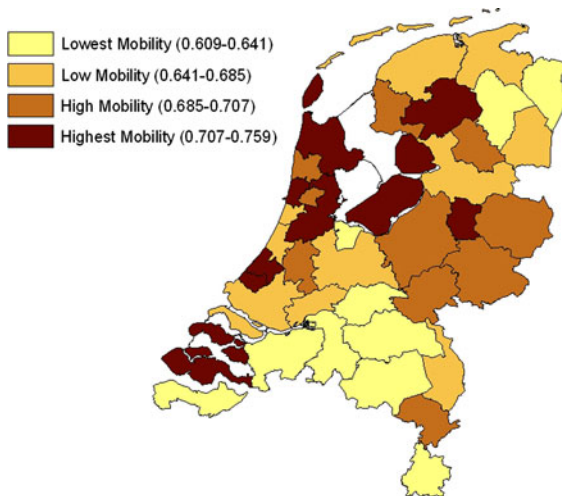 Lowest Mobility (0.609-0.641)
Low Mobility (0.641-0.685)
High Mobility (0.685-0.707)
Highest Mobility (0.707-0.759)